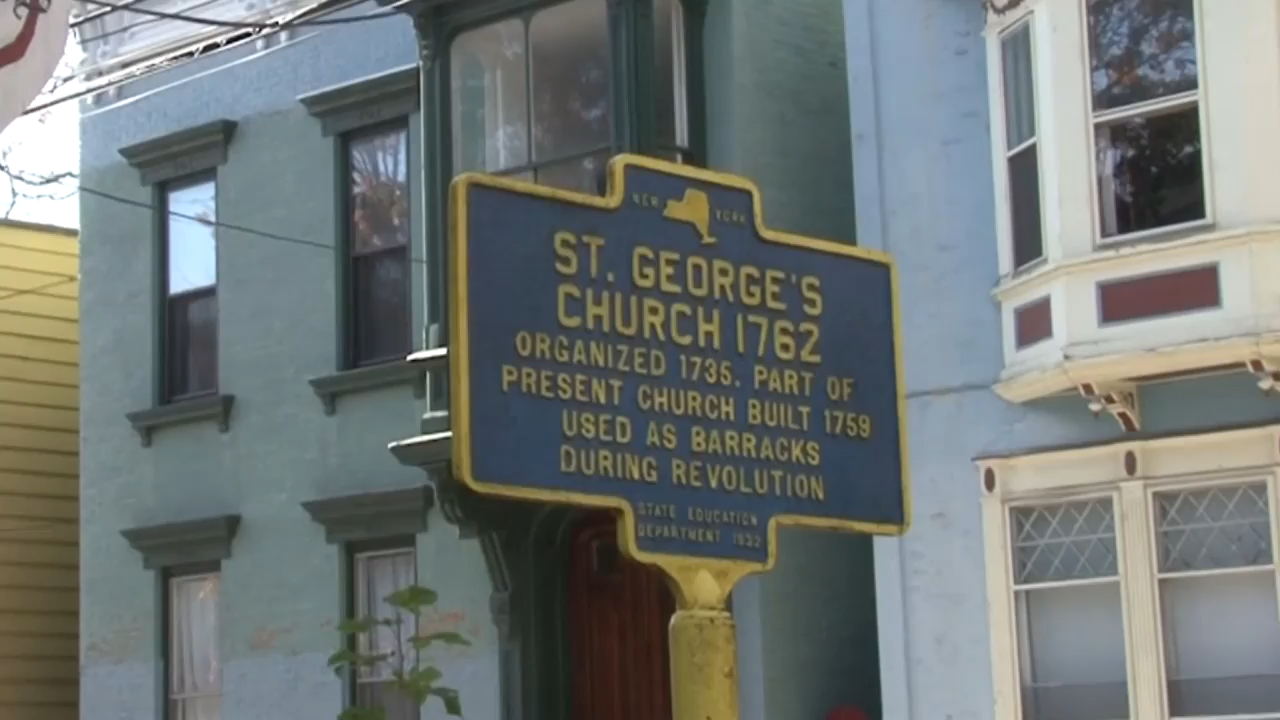 NEW YORK
ST. GEORGE'S
CHURCH 1762
ORGANIZED 1735. PART OF
PRESENT CHURCH BUILT 1759
USED AS BARRACKS
DURING REVOLUTION
STATE EDUCATION
DEPARTMENT 1932